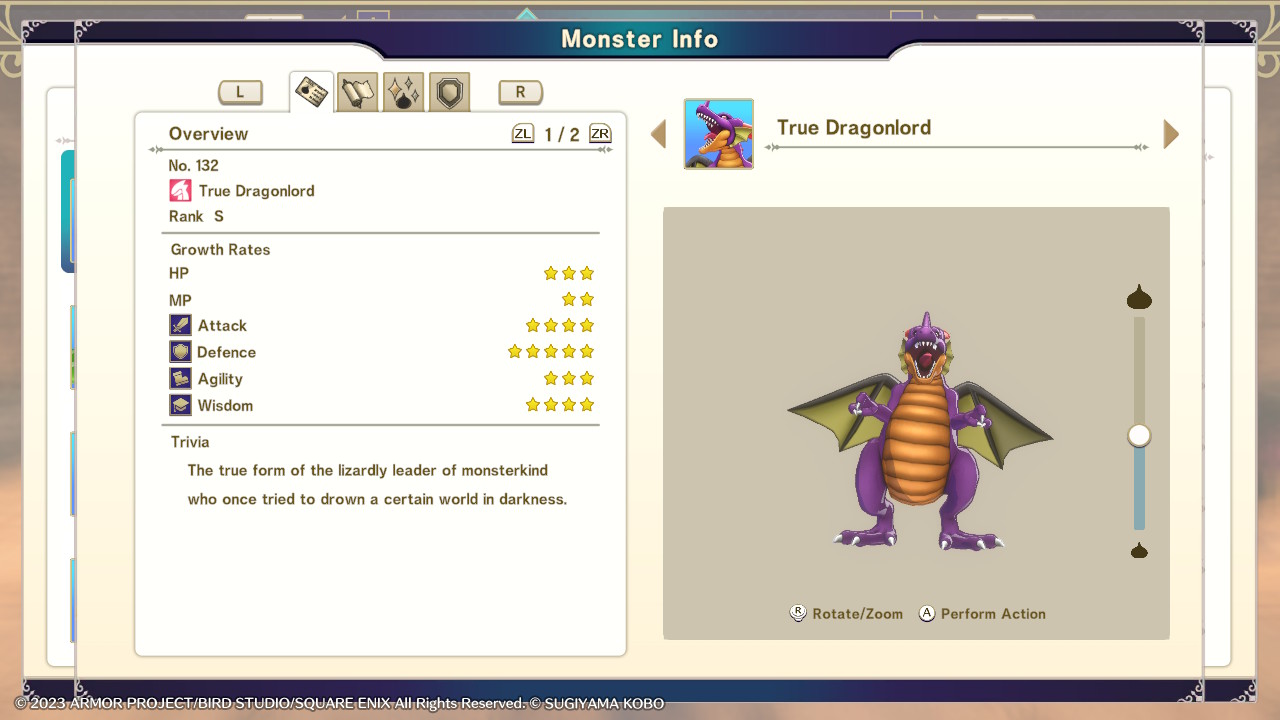 Monster Info
L
R
Overview
ZL 1 / 2 ZR
No. 132
True Dragonlord
Rank S
Growth Rates
HP
MP
Attack
Defence
Agility
Wisdom
Trivia
The true form of the lizardly leader of monsterkind
who once tried to drown a certain world in darkness.
True Dragonlord
R Rotate/Zoom A Perform Action
© 2023 ARMOR PROJECT/BIRD STUDIO/SQUARE ENIX All Rights Reserved. © SUGIYAMA KOBO